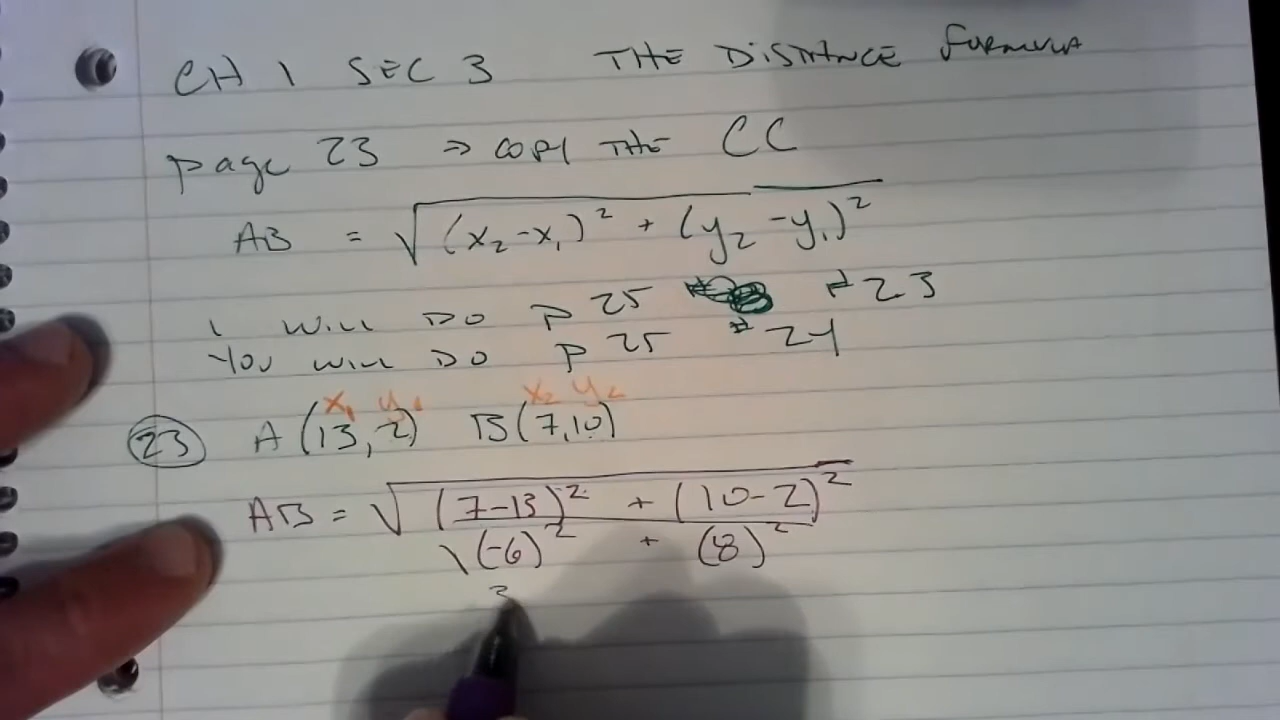 CH 1 SEC 3 THE DISTANCE FORMULA
page 23 ⇒ COPY THE CC
AB = √(x₂-x₁)² + (y₂-y₁)²
I WILL DO P 25 #23
YOU WILL DO P 25 # 24
x₁ y₁ x₂ y₂
23 A (13, 2) B(7,10)
AB = √(7-13)² + (10-2)²
√(-6)² + (8)²
3